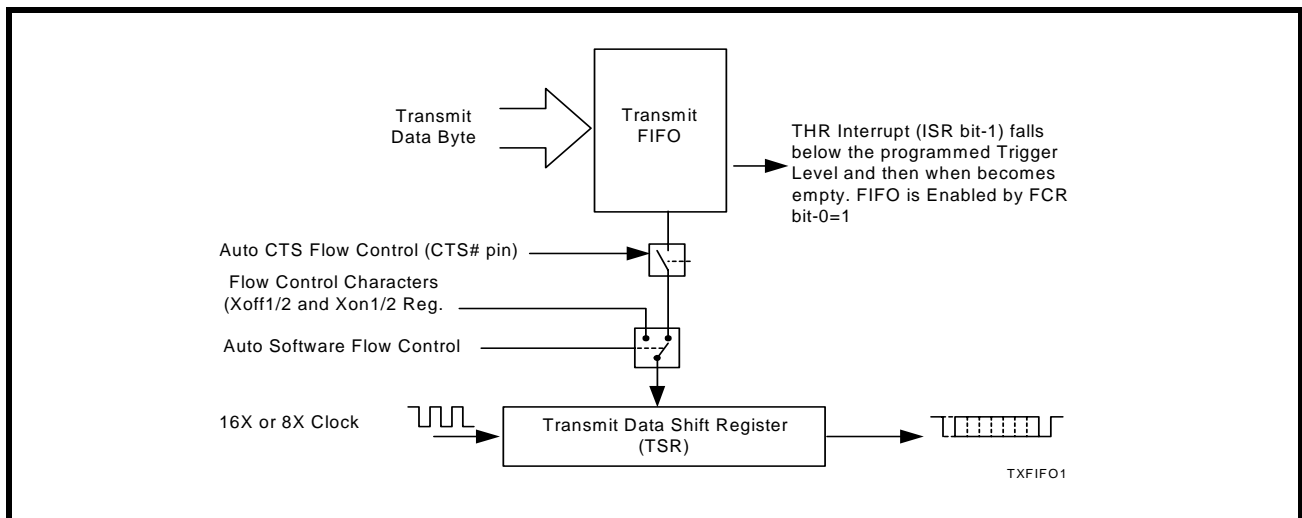 Transmit
Data Byte
Transmit
FIFO
THR Interrupt (ISR bit-1) falls
below the programmed Trigger
Level and then when becomes
empty. FIFO is Enabled by FCR
bit-0=1
Auto CTS Flow Control (CTS# pin)
Flow Control Characters
(Xoff1/2 and Xon1/2 Reg.
Auto Software Flow Control
16X or 8X Clock
Transmit Data Shift Register
(TSR)
TXFIFO1